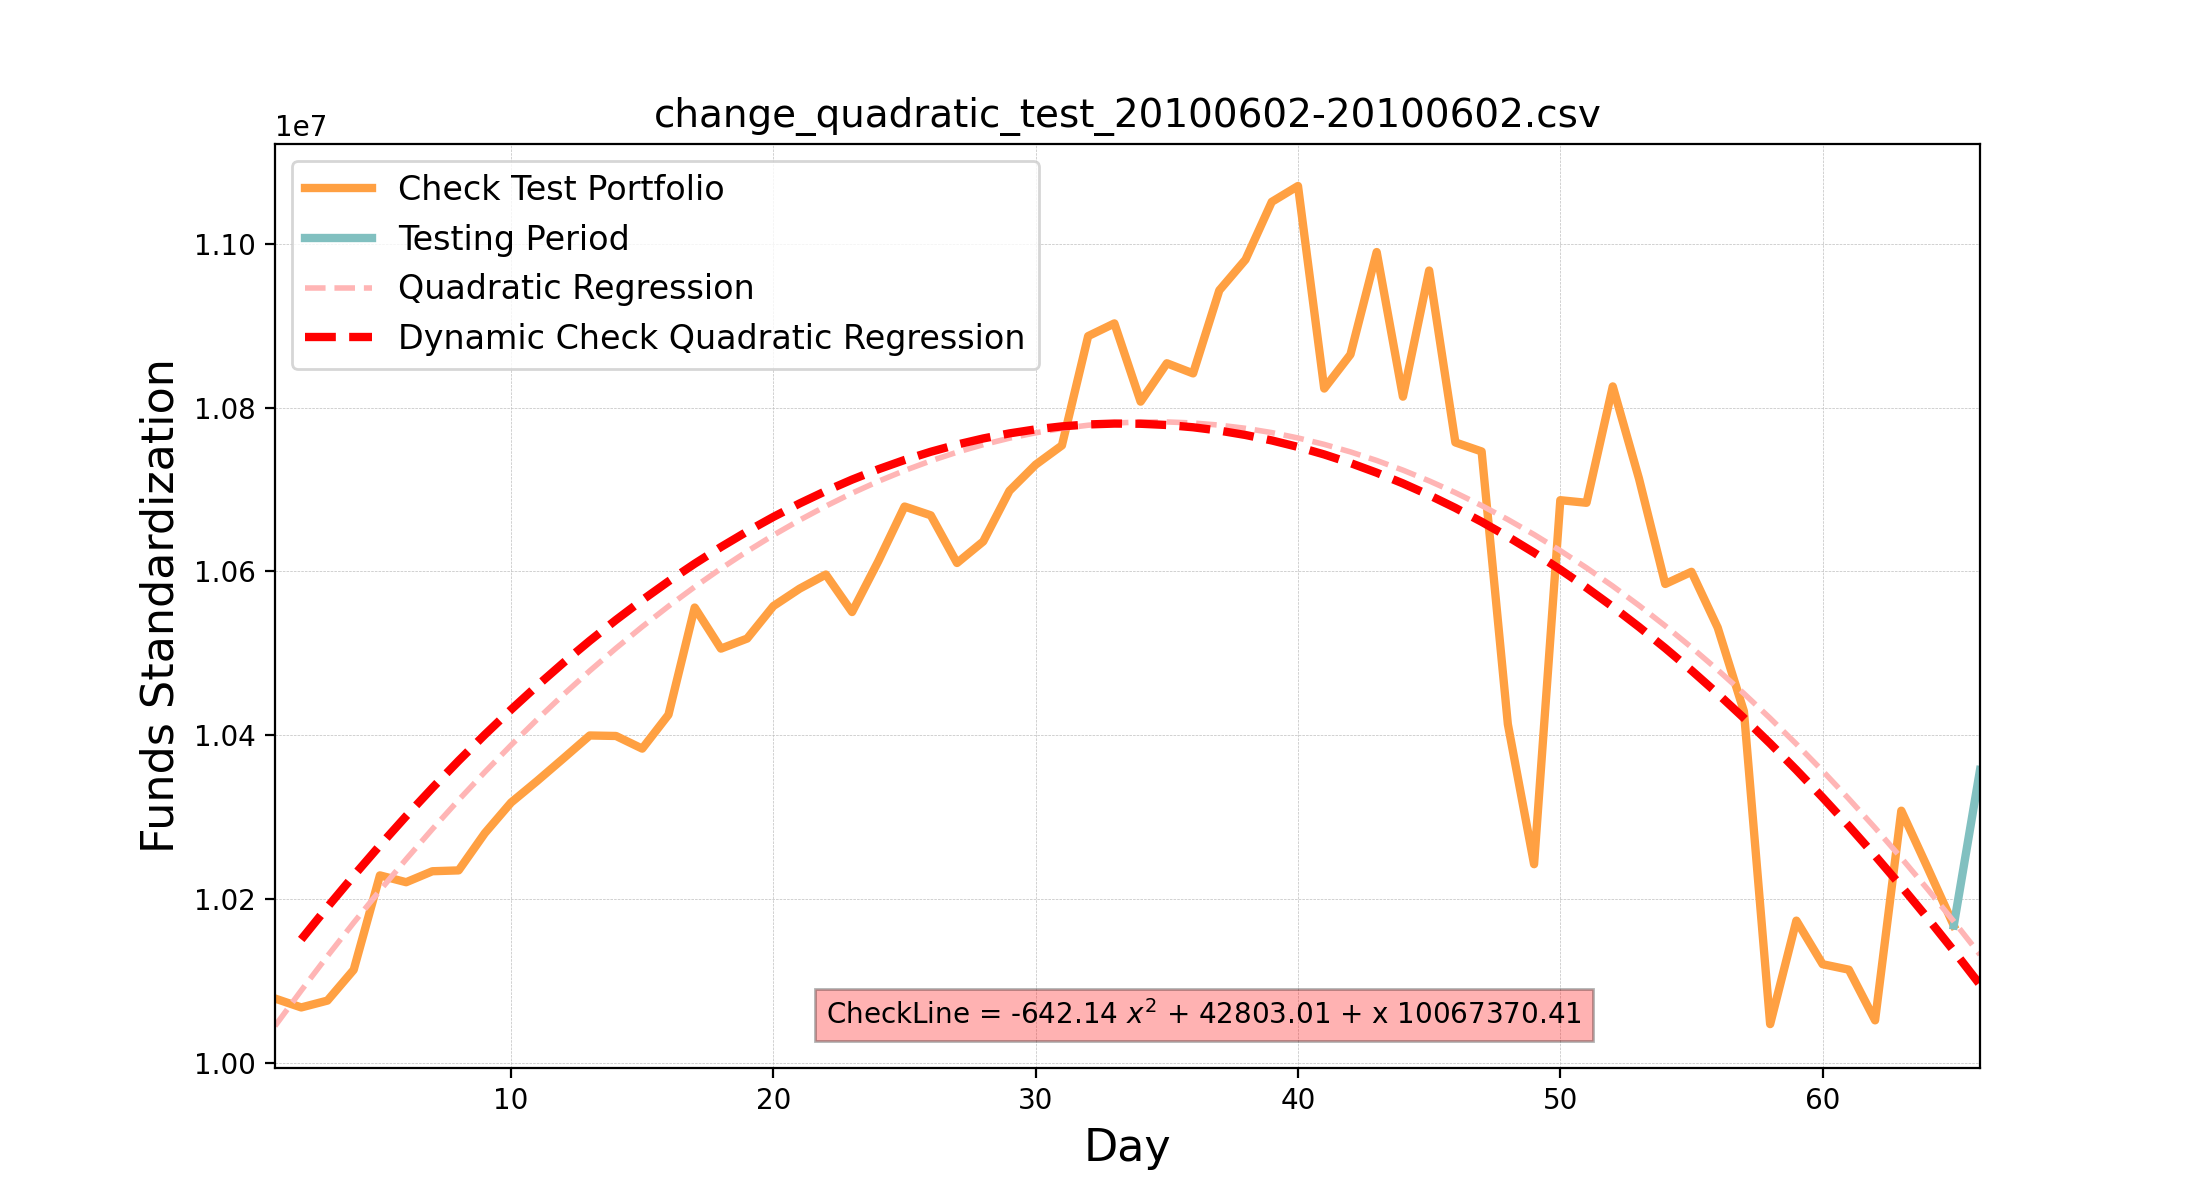 change_quadratic_test_20100602-20100602.csv
1e7
Check Test Portfolio
Testing Period
Quadratic Regression
Dynamic Check Quadratic Regression
1.10
1.08
1.06
1.04
1.02
1.00
Funds Standardization
CheckLine = -642.14 x² + 42803.01 + x 10067370.41
10 20 30 40 50 60
Day